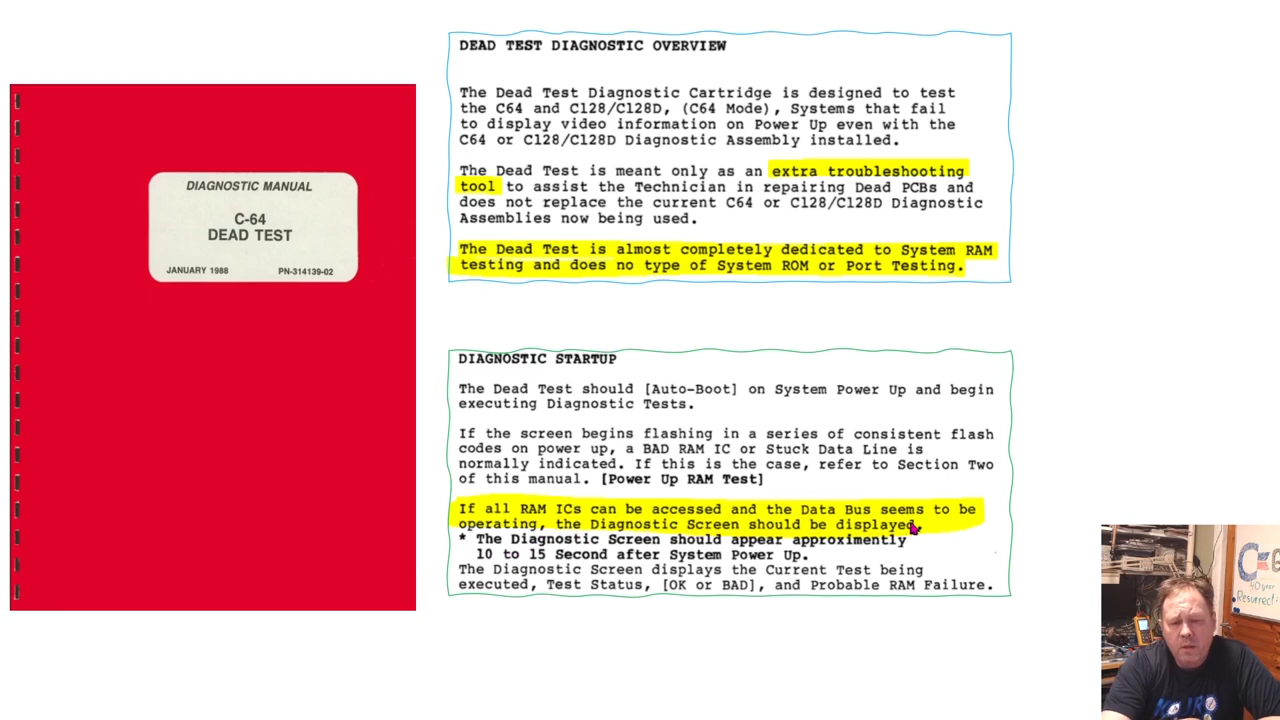 DIAGNOSTIC MANUAL
C-64
DEAD TEST
JANUARY 1988 PN-314139-02
DEAD TEST DIAGNOSTIC OVERVIEW
The Dead Test Diagnostic Cartridge is designed to test
the C64 and C128/C128D, (C64 Mode), Systems that fail
to display video information on Power Up even with the
C64 or C128/C128D Diagnostic Assembly installed.
The Dead Test is meant only as an extra troubleshooting
tool to assist the Technician in repairing Dead PCBs and
does not replace the current C64 or C128/C128D Diagnostic
Assemblies now being used.
The Dead Test is almost completely dedicated to System RAM
testing and does no type of System ROM or Port Testing.
DIAGNOSTIC STARTUP
The Dead Test should [Auto-Boot] on System Power Up and begin
executing Diagnostic Tests.
If the screen begins flashing in a series of consistent flash
codes on power up, a BAD RAM IC or Stuck Data Line is
normally indicated. If this is the case, refer to Section Two
of this manual. [Power Up RAM Test]
If all RAM ICs can be accessed and the Data Bus seems to be
operating, the Diagnostic Screen should be displayed.
* The Diagnostic Screen should appear approximently
10 to 15 Second after System Power Up.
The Diagnostic Screen displays the Current Test being
executed, Test Status, [OK or BAD], and Probable RAM Failure.